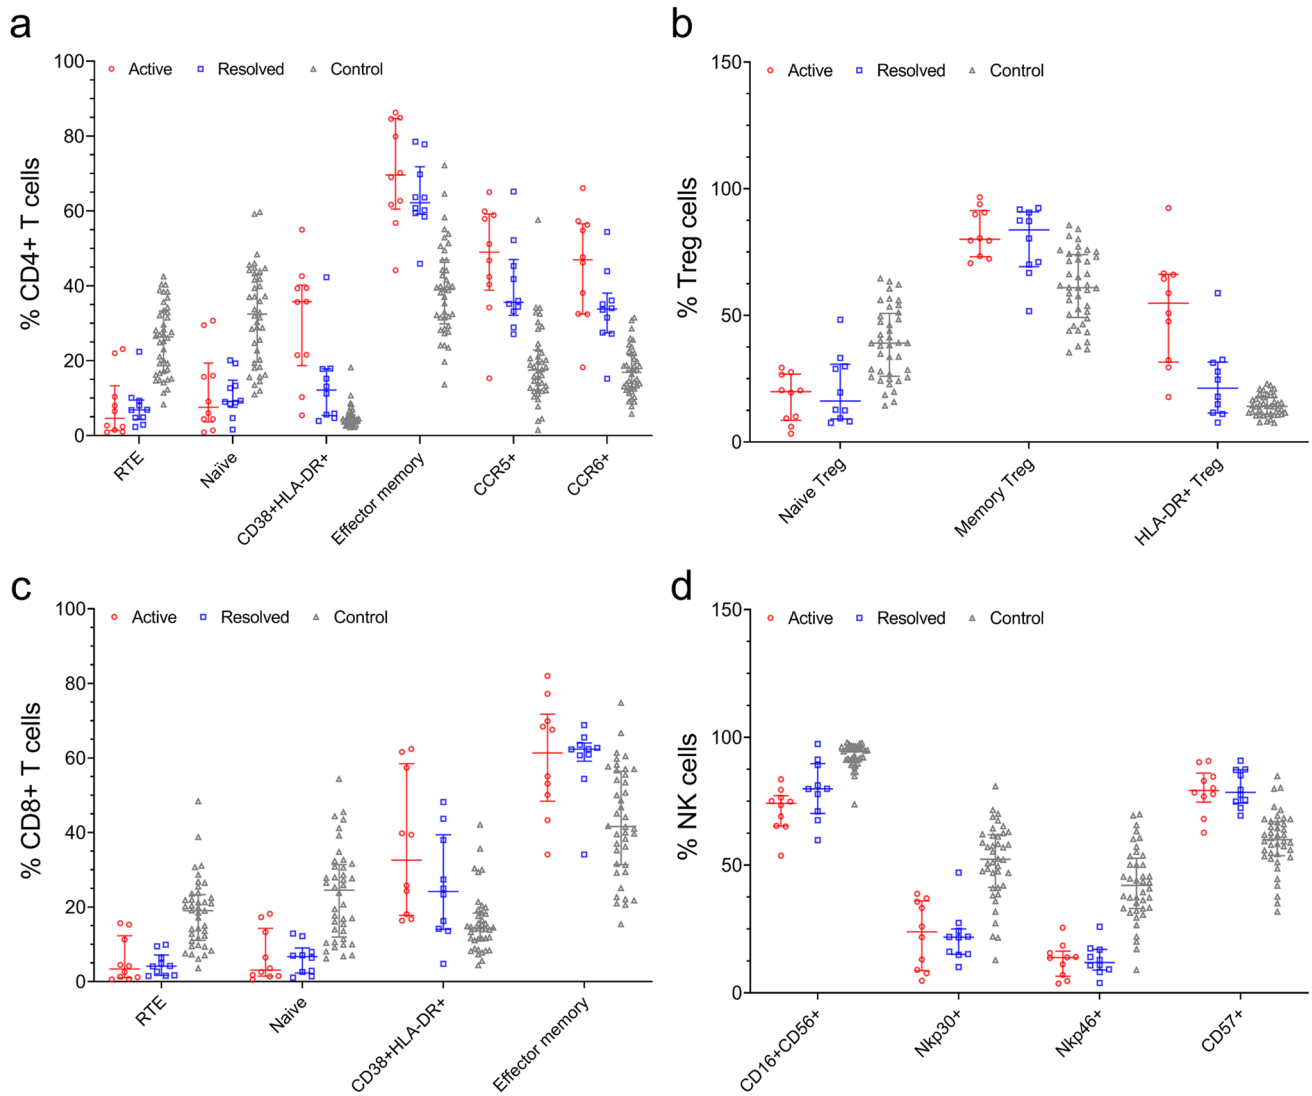 a
% CD4+ T cells
100
80
60
40
20
0
Active Resolved Control
RTE
Naïve
CD38+HLA-DR+
Effector memory
CCR5+
CCR6+
b
% Treg cells
150
100
50
0
Active Resolved Control
Naive Treg
Memory Treg
HLA-DR+ Treg
c
% CD8+ T cells
100
80
60
40
20
0
Active Resolved Control
RTE
Naive
CD38+HLA-DR+
Effector memory
d
% NK cells
150
100
50
0
Active Resolved Control
CD16+CD56+
Nkp30+
Nkp46+
CD57+